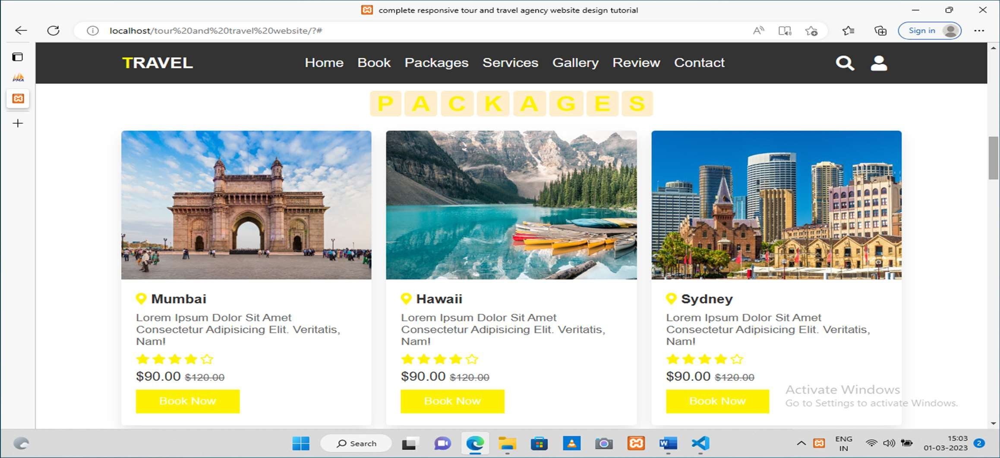 complete responsive tour and travel agency website design tutorial
localhost/tour%20and%20travel%20website/?#
A
Sign in
PMA
TRAVEL
Home Book Packages Services Gallery Review Contact
PACKAGES
Mumbai
Lorem Ipsum Dolor Sit Amet
Consectetur Adipisicing Elit. Veritatis,
Nam!
$90.00 $120.00
Book Now
Hawaii
Lorem Ipsum Dolor Sit Amet
Consectetur Adipisicing Elit. Veritatis,
Nam!
$90.00 $120.00
Book Now
Sydney
Lorem Ipsum Dolor Sit Amet
Consectetur Adipisicing Elit. Veritatis,
Nam!
$90.00 $120.00
Book Now
Activate Windows
Go to Settings to activate Windows.
Search
W
ENG
IN
15:03
01-03-2023
2